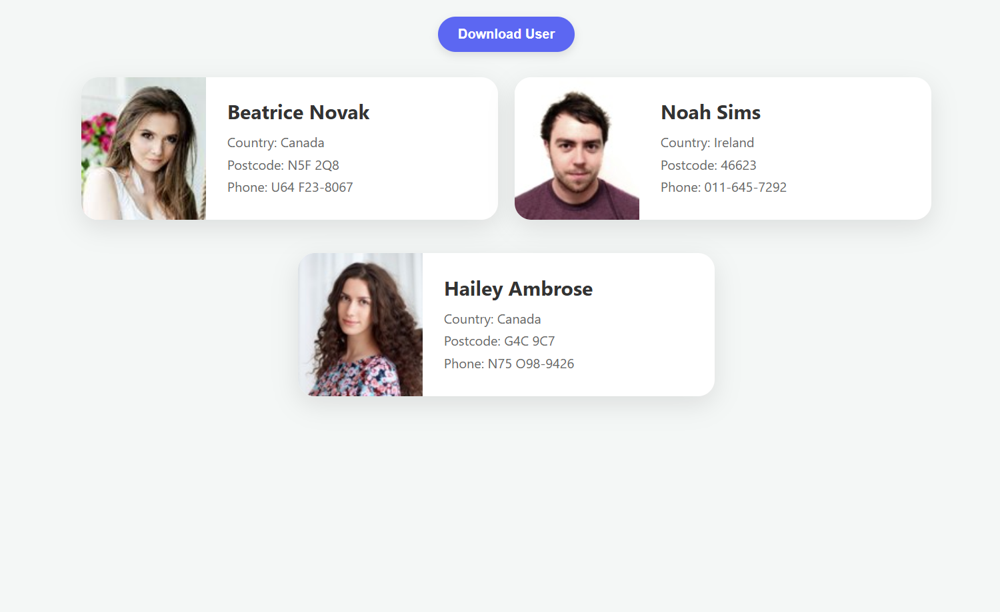 Download User
Beatrice Novak
Country: Canada
Postcode: N5F 2Q8
Phone: U64 F23-8067
Noah Sims
Country: Ireland
Postcode: 46623
Phone: 011-645-7292
Hailey Ambrose
Country: Canada
Postcode: G4C 9C7
Phone: N75 O98-9426